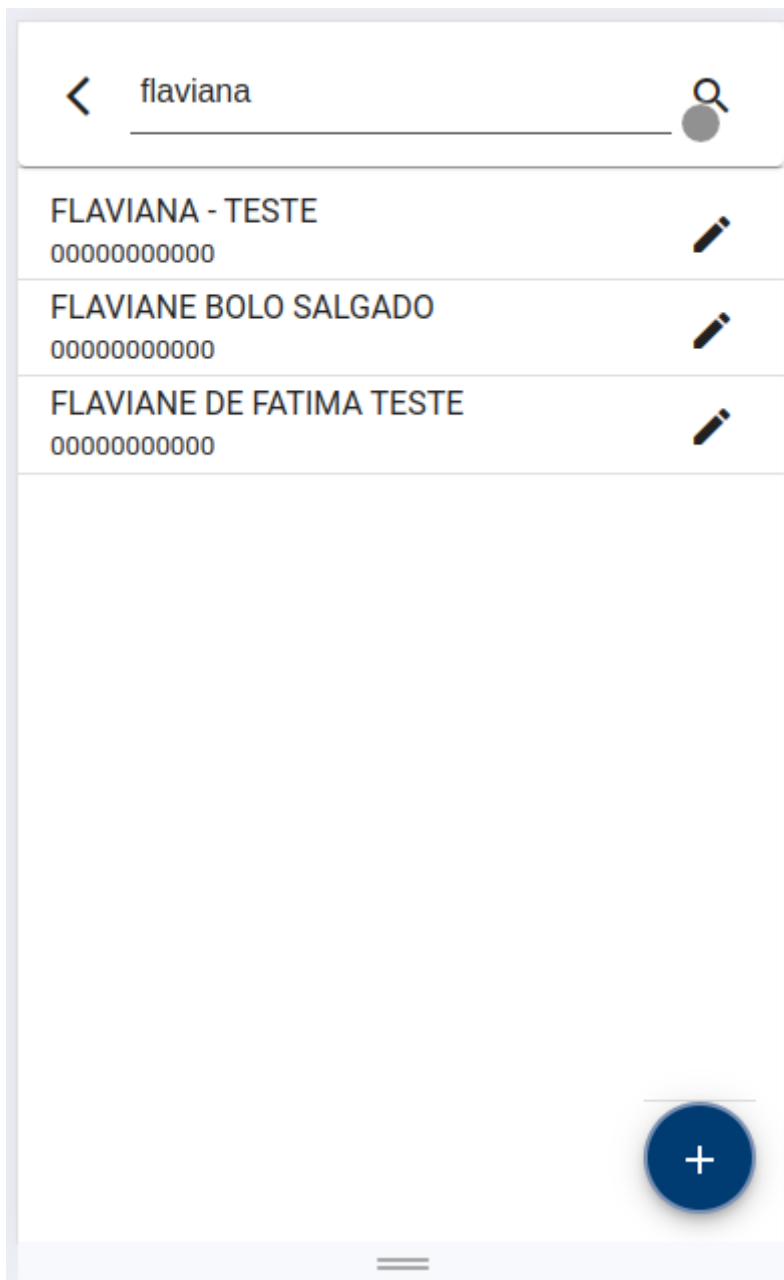 flaviana
FLAVIANA - TESTE
00000000000
FLAVIANE BOLO SALGADO
00000000000
FLAVIANE DE FATIMA TESTE
00000000000